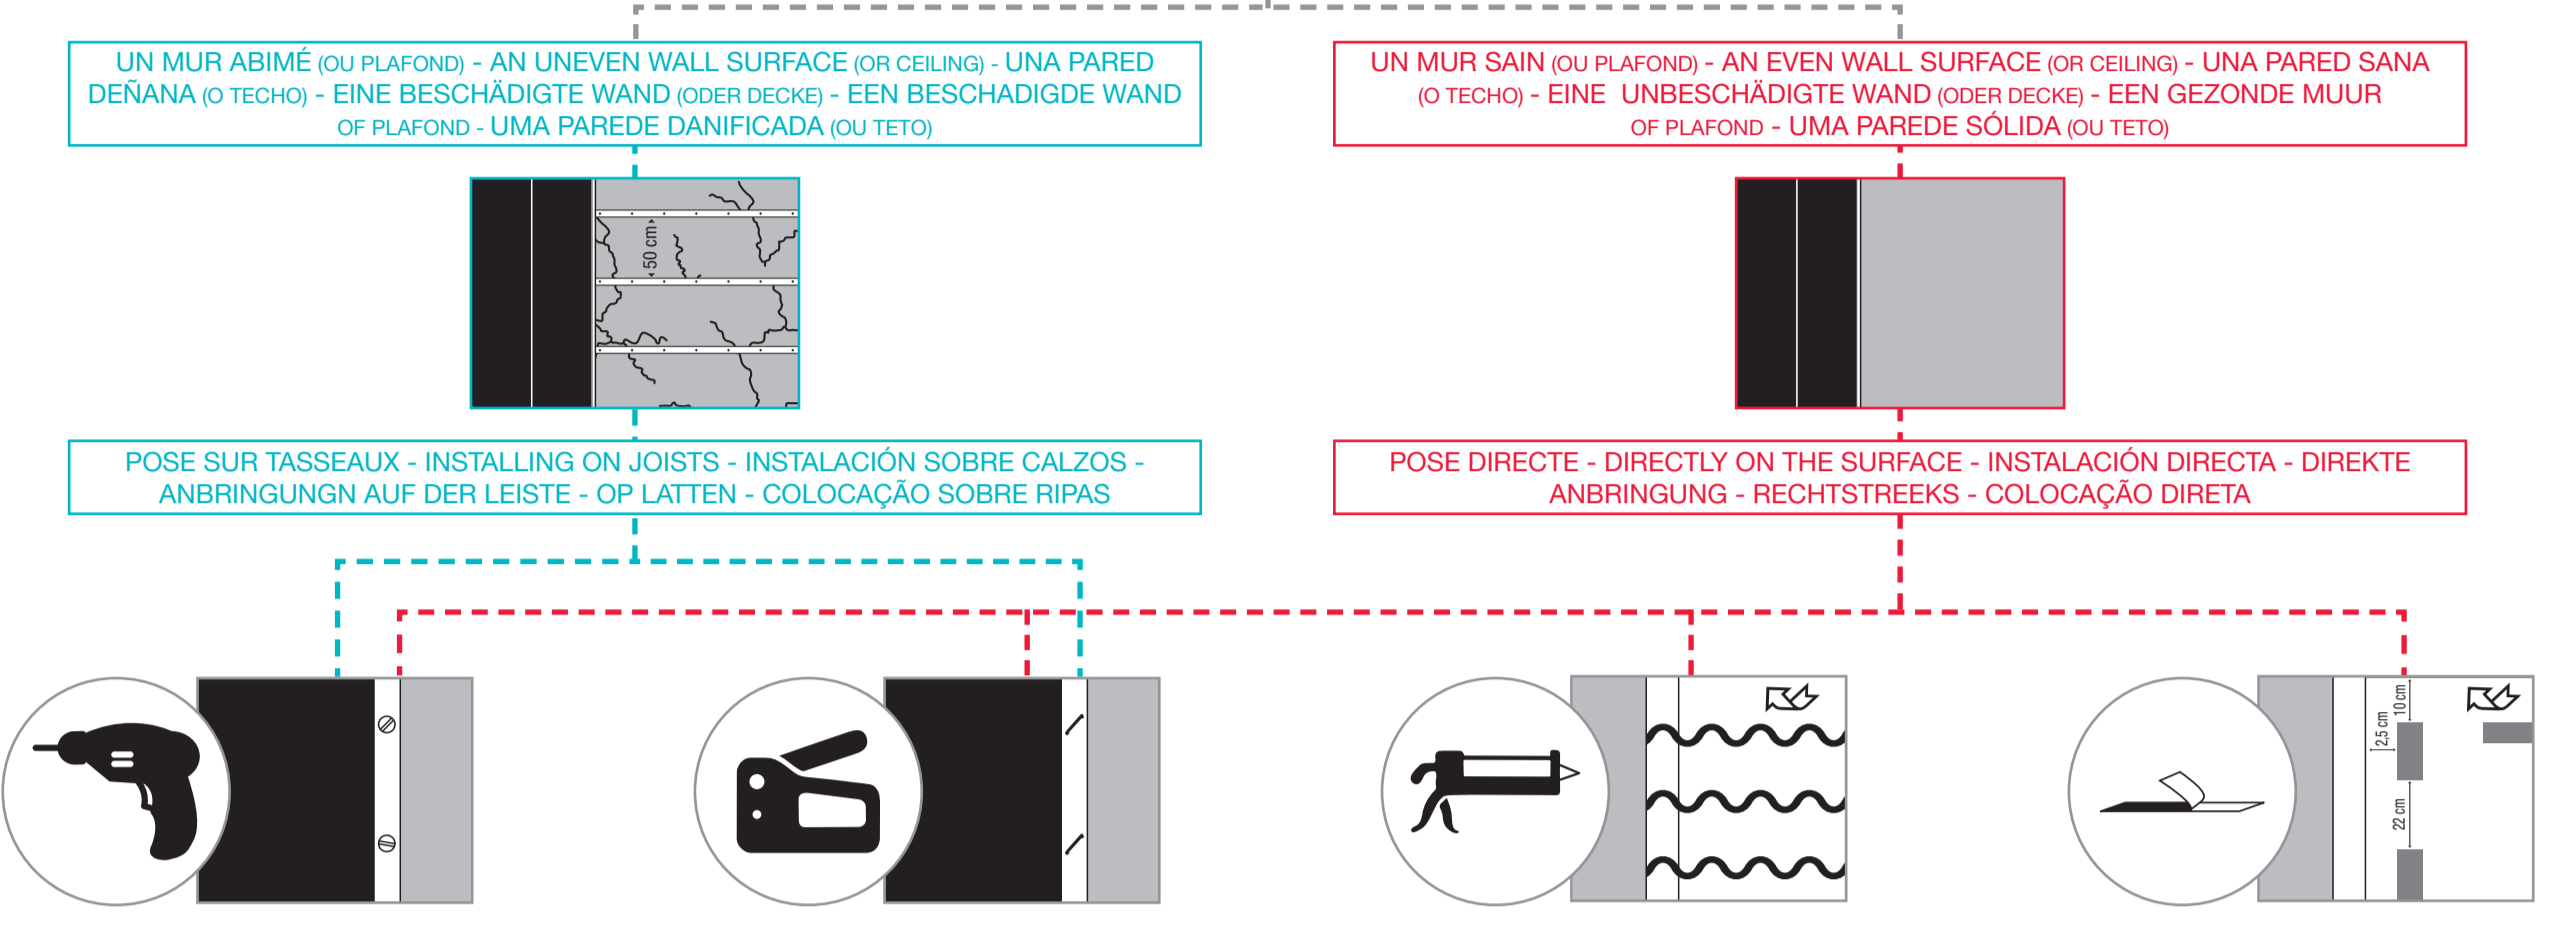 UN MUR ABIMÉ (OU PLAFOND) - AN UNEVEN WALL SURFACE (OR CEILING) - UNA PARED
DEÑANA (O TECHO) - EINE BESCHÄDIGTE WAND (ODER DECKE) - EEN BESCHADIGDE WAND
OF PLAFOND - UMA PAREDE DANIFICADA (OU TETO)
UN MUR SAIN (OU PLAFOND) - AN EVEN WALL SURFACE (OR CEILING) - UNA PARED SANA
(O TECHO) - EINE UNBESCHÄDIGTE WAND (ODER DECKE) - EEN GEZONDE MUUR
OF PLAFOND - UMA PAREDE SÓLIDA (OU TETO)
50 cm
POSE SUR TASSEAUX - INSTALLING ON JOISTS - INSTALACIÓN SOBRE CALZOS -
ANBRINGUNGN AUF DER LEISTE - OP LATTEN - COLOCAÇÃO SOBRE RIPAS
POSE DIRECTE - DIRECTLY ON THE SURFACE - INSTALACIÓN DIRECTA - DIREKTE
ANBRINGUNG - RECHTSTREEKS - COLOCAÇÃO DIRETA
2,5 cm
10 cm
22 cm